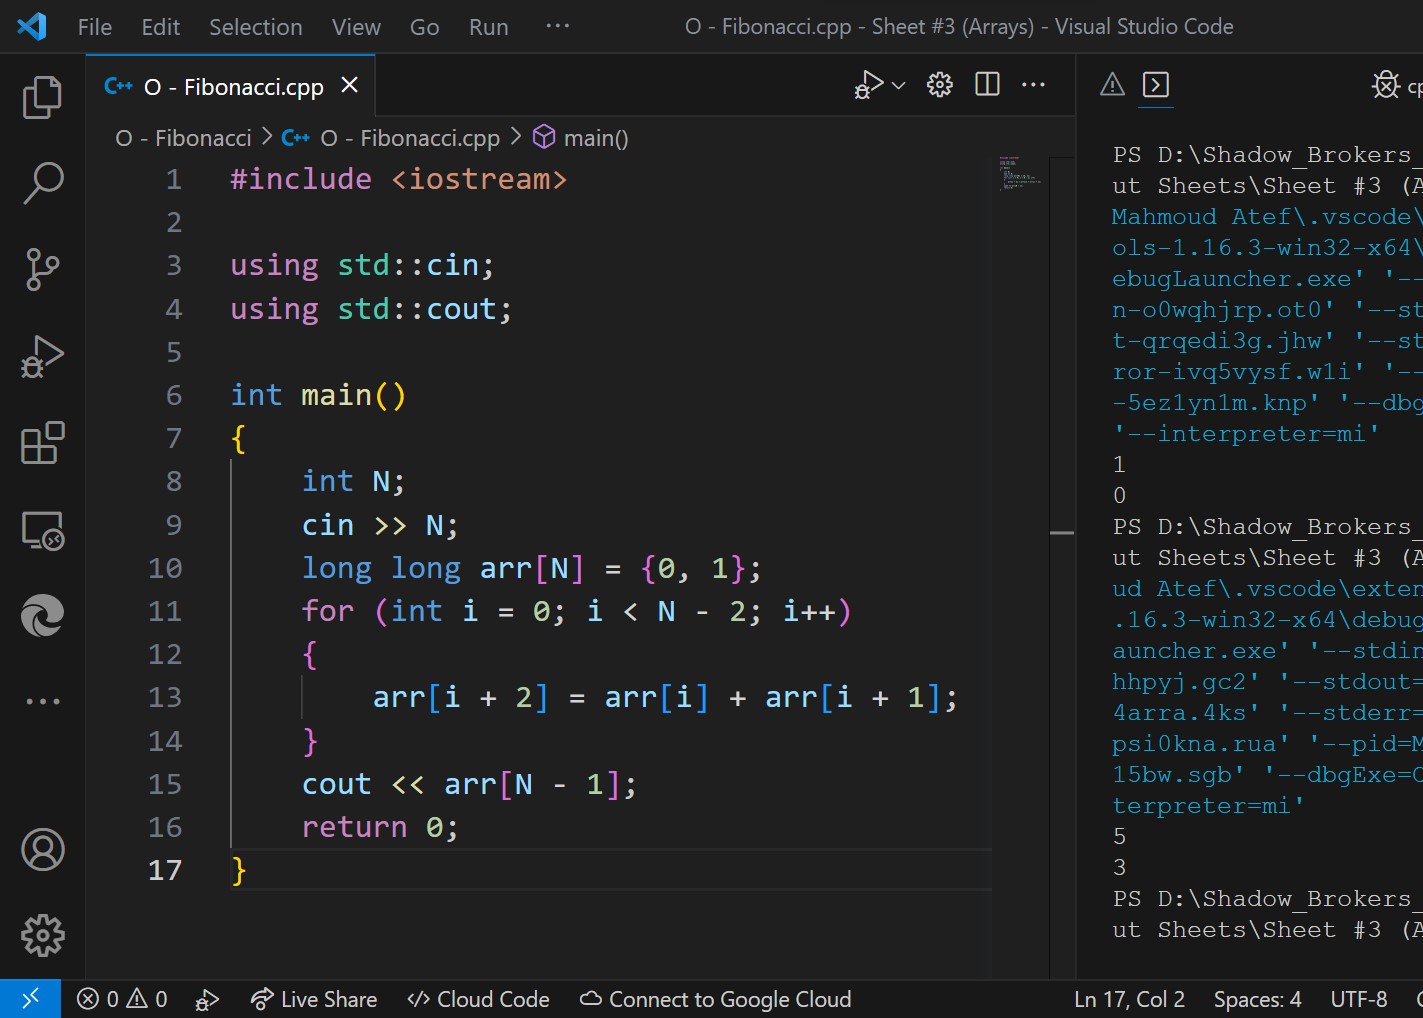 File Edit Selection View Go Run ··· O - Fibonacci.cpp - Sheet #3 (Arrays) - Visual Studio Code
C++ O - Fibonacci.cpp ×
O - Fibonacci > C++ O - Fibonacci.cpp > main()
1 #include <iostream>
2
3 using std::cin;
4 using std::cout;
5
6 int main()
7 {
8 int N;
9 cin >> N;
10 long long arr[N] = {0, 1};
11 for (int i = 0; i < N - 2; i++)
12 {
13 arr[i + 2] = arr[i] + arr[i + 1];
14 }
15 cout << arr[N - 1];
16 return 0;
17 }
cp
PS D:\Shadow_Brokers_
ut Sheets\Sheet #3 (A
Mahmoud Atef\.vscode\
ols-1.16.3-win32-x64\
ebugLauncher.exe' '--
n-o0wqhjrp.ot0' '--st
t-qrqedi3g.jhw' '--st
ror-ivq5vysf.w1i' '--
-5ez1yn1m.knp' '--dbg
'--interpreter=mi'
1
0
PS D:\Shadow_Brokers_
ut Sheets\Sheet #3 (A
ud Atef\.vscode\exten
.16.3-win32-x64\debug
auncher.exe' '--stdin
hhpyj.gc2' '--stdout=
4arra.4ks' '--stderr=
psi0kna.rua' '--pid=M
15bw.sgb' '--dbgExe=C
terpreter=mi'
5
3
PS D:\Shadow_Brokers_
ut Sheets\Sheet #3 (A
0 0 Live Share Cloud Code Connect to Google Cloud Ln 17, Col 2 Spaces: 4 UTF-8